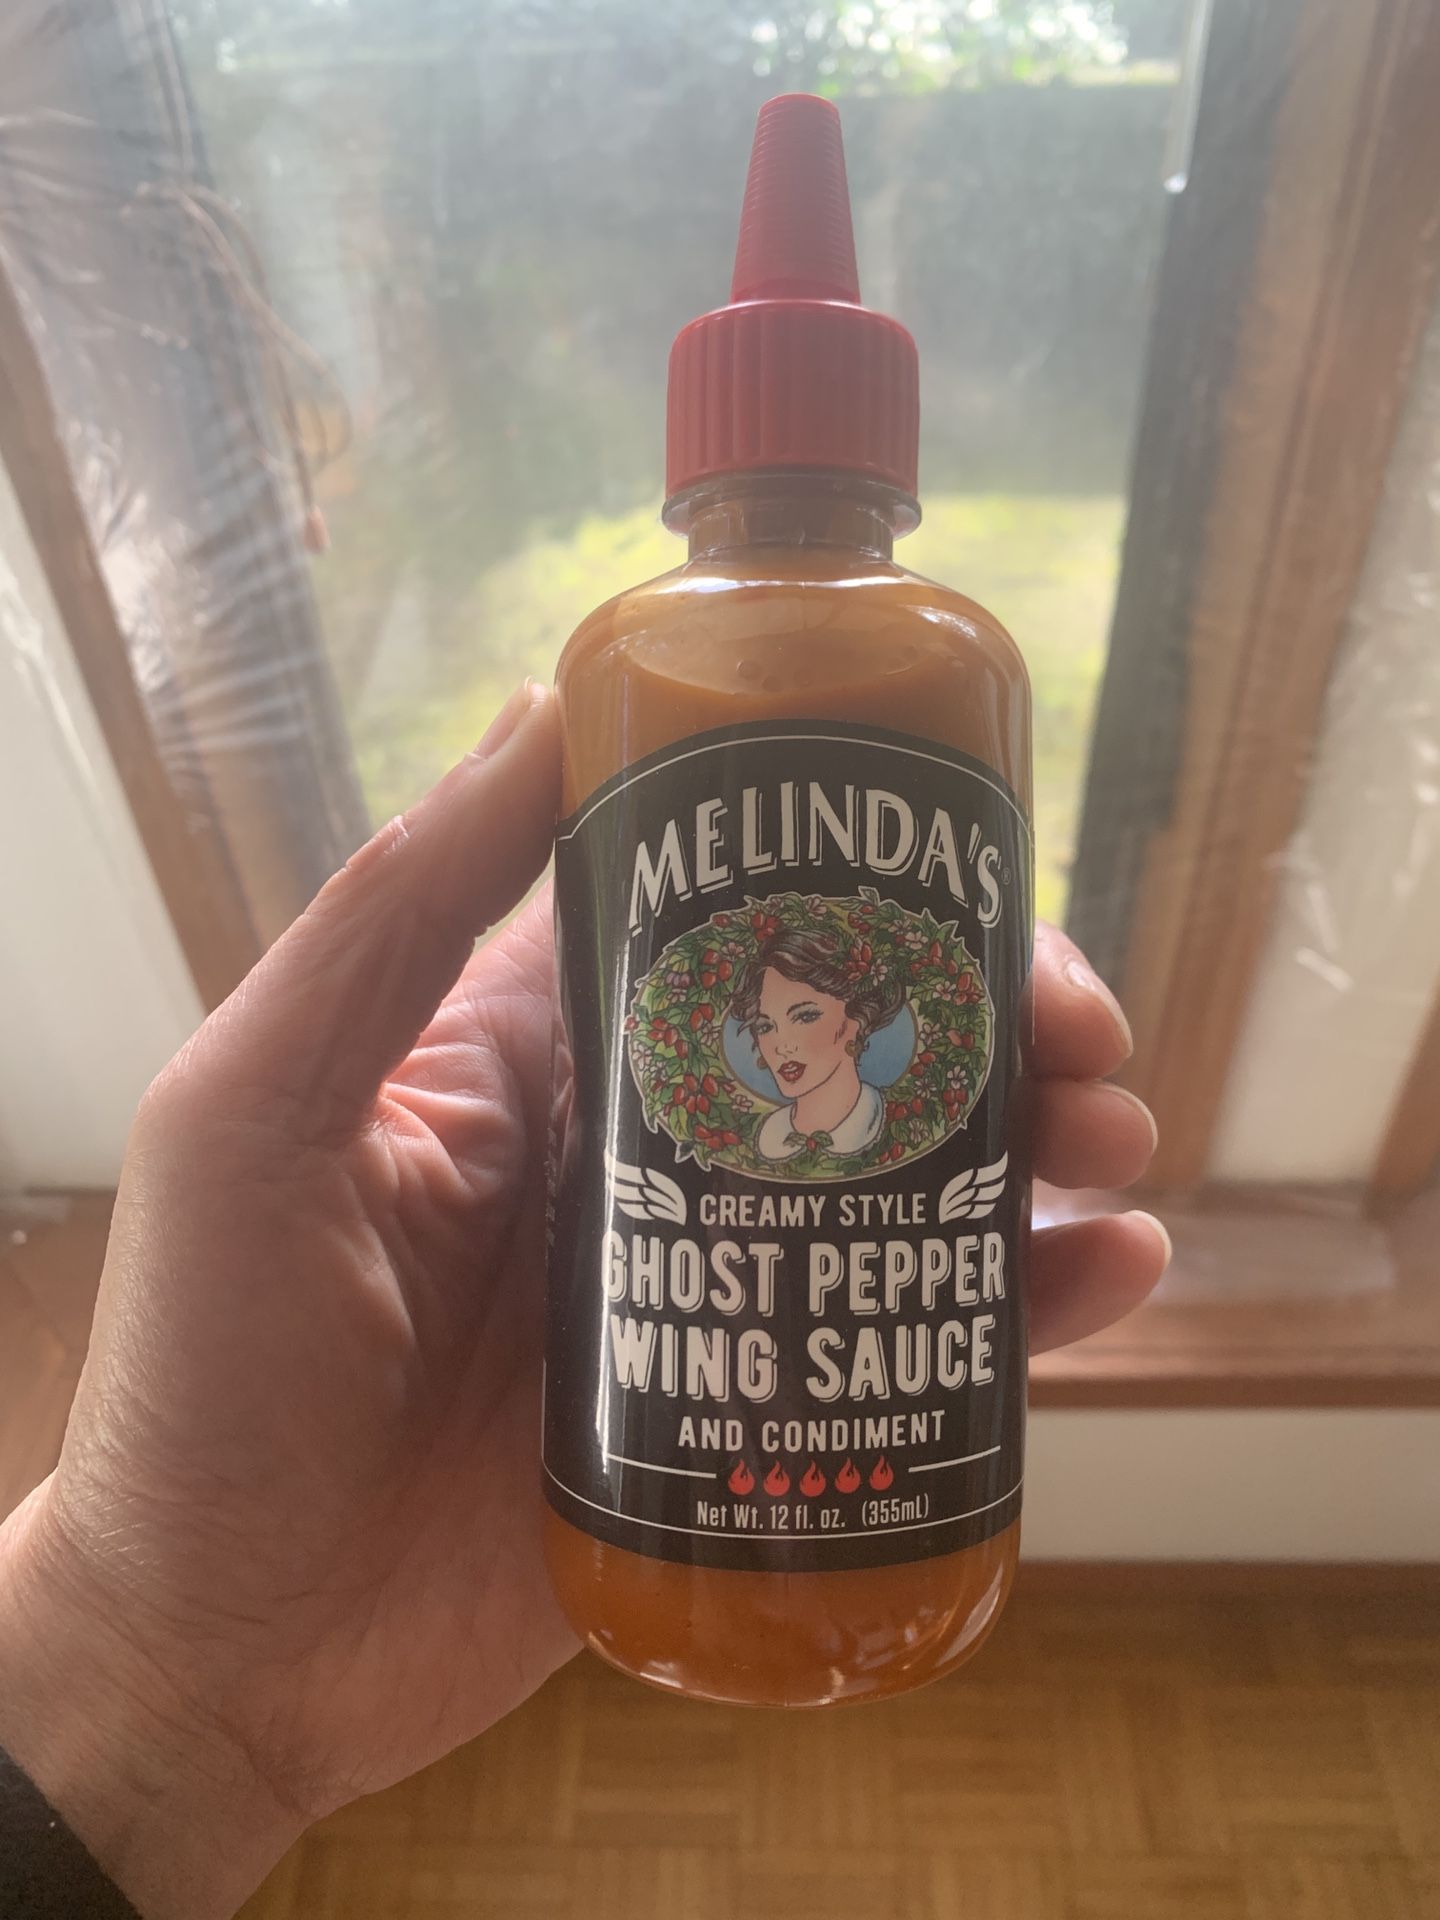 MELINDA'S®
CREAMY STYLE
GHOST PEPPER
WING SAUCE
AND CONDIMENT
Net Wt. 12 fl. oz. (355mL)